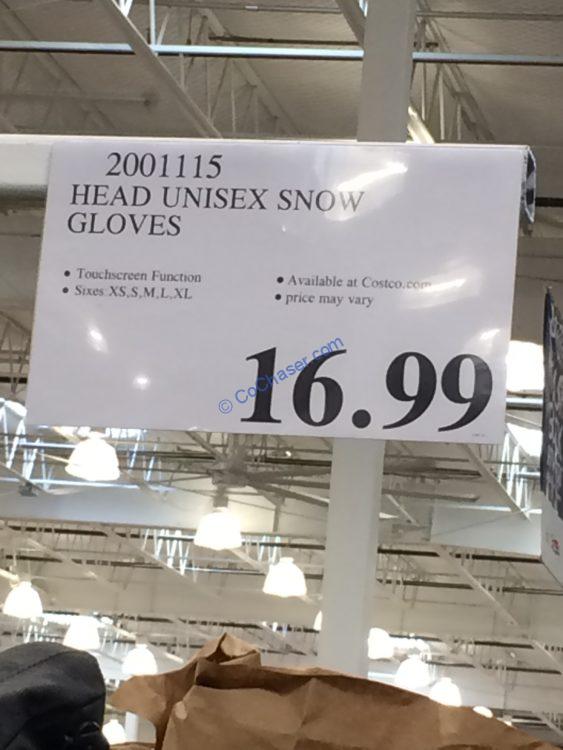 2001115
HEAD UNISEX SNOW
GLOVES
• Touchscreen Function
• Sixes XS,S,M,L,XL
• Available at Costco.com
• price may vary
16.99
© CoChaser.com